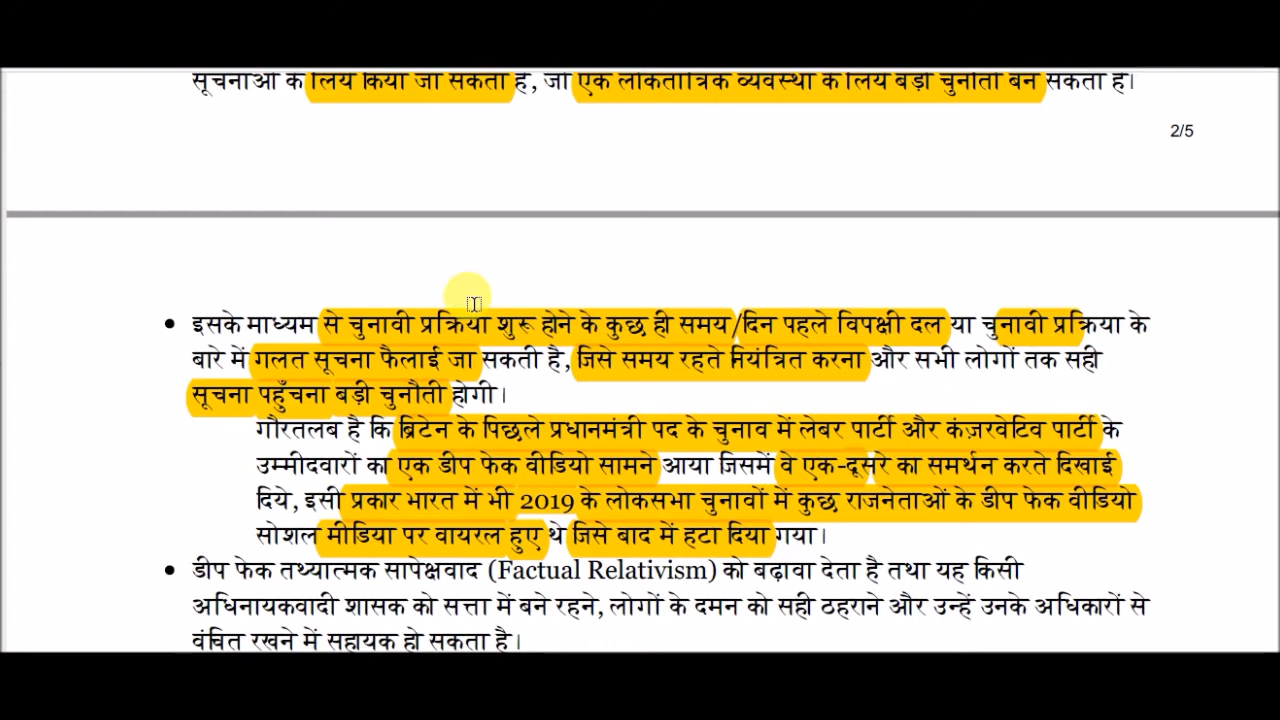 सूचनाओं के लिये किया जा सकता है, जो एक लोकतांत्रिक व्यवस्था के लिये बड़ी चुनौती बन सकता है।
2/5
• इसके माध्यम से चुनावी प्रक्रिया शुरू होने के कुछ ही समय/दिन पहले विपक्षी दल या चुनावी प्रक्रिया के
बारे में गलत सूचना फैलाई जा सकती है, जिसे समय रहते नियंत्रित करना और सभी लोगों तक सही
सूचना पहुँचना बड़ी चुनौती होगी।
गौरतलब है कि ब्रिटेन के पिछले प्रधानमंत्री पद के चुनाव में लेबर पार्टी और कंज़रवेटिव पार्टी के
उम्मीदवारों का एक डीप फेक वीडियो सामने आया जिसमें वे एक-दूसरे का समर्थन करते दिखाई
दिये, इसी प्रकार भारत में भी 2019 के लोकसभा चुनावों में कुछ राजनेताओं के डीप फेक वीडियो
सोशल मीडिया पर वायरल हुए थे जिसे बाद में हटा दिया गया।
• डीप फेक तथ्यात्मक सापेक्षवाद (Factual Relativism) को बढ़ावा देता है तथा यह किसी
अधिनायकवादी शासक को सत्ता में बने रहने, लोगों के दमन को सही ठहराने और उन्हें उनके अधिकारों से
वंचित रखने में सहायक हो सकता है।